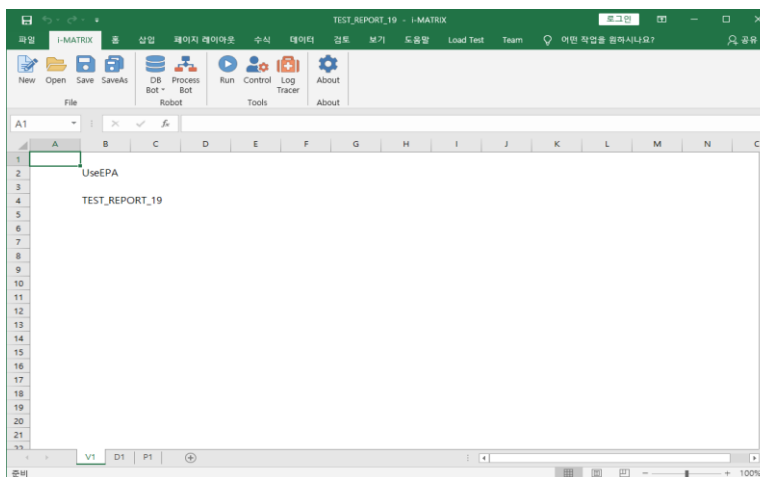 TEST_REPORT_19 - i-MATRIX 로그인
파일 i-MATRIX 홈 삽입 페이지 레이아웃 수식 데이터 검토 보기 도움말 Load Test Team 어떤 작업을 원하시나요? 공유
New Open Save SaveAs DB Bot Process Bot Run Control Log Tracer About
File Robot Tools About
A1 fx
A B C D E F G H I J K L M N C
1
2 UseEPA
3
4 TEST_REPORT_19
5
6
7
8
9
10
11
12
13
14
15
16
17
18
19
20
21
22
V1 D1 P1
준비 100%